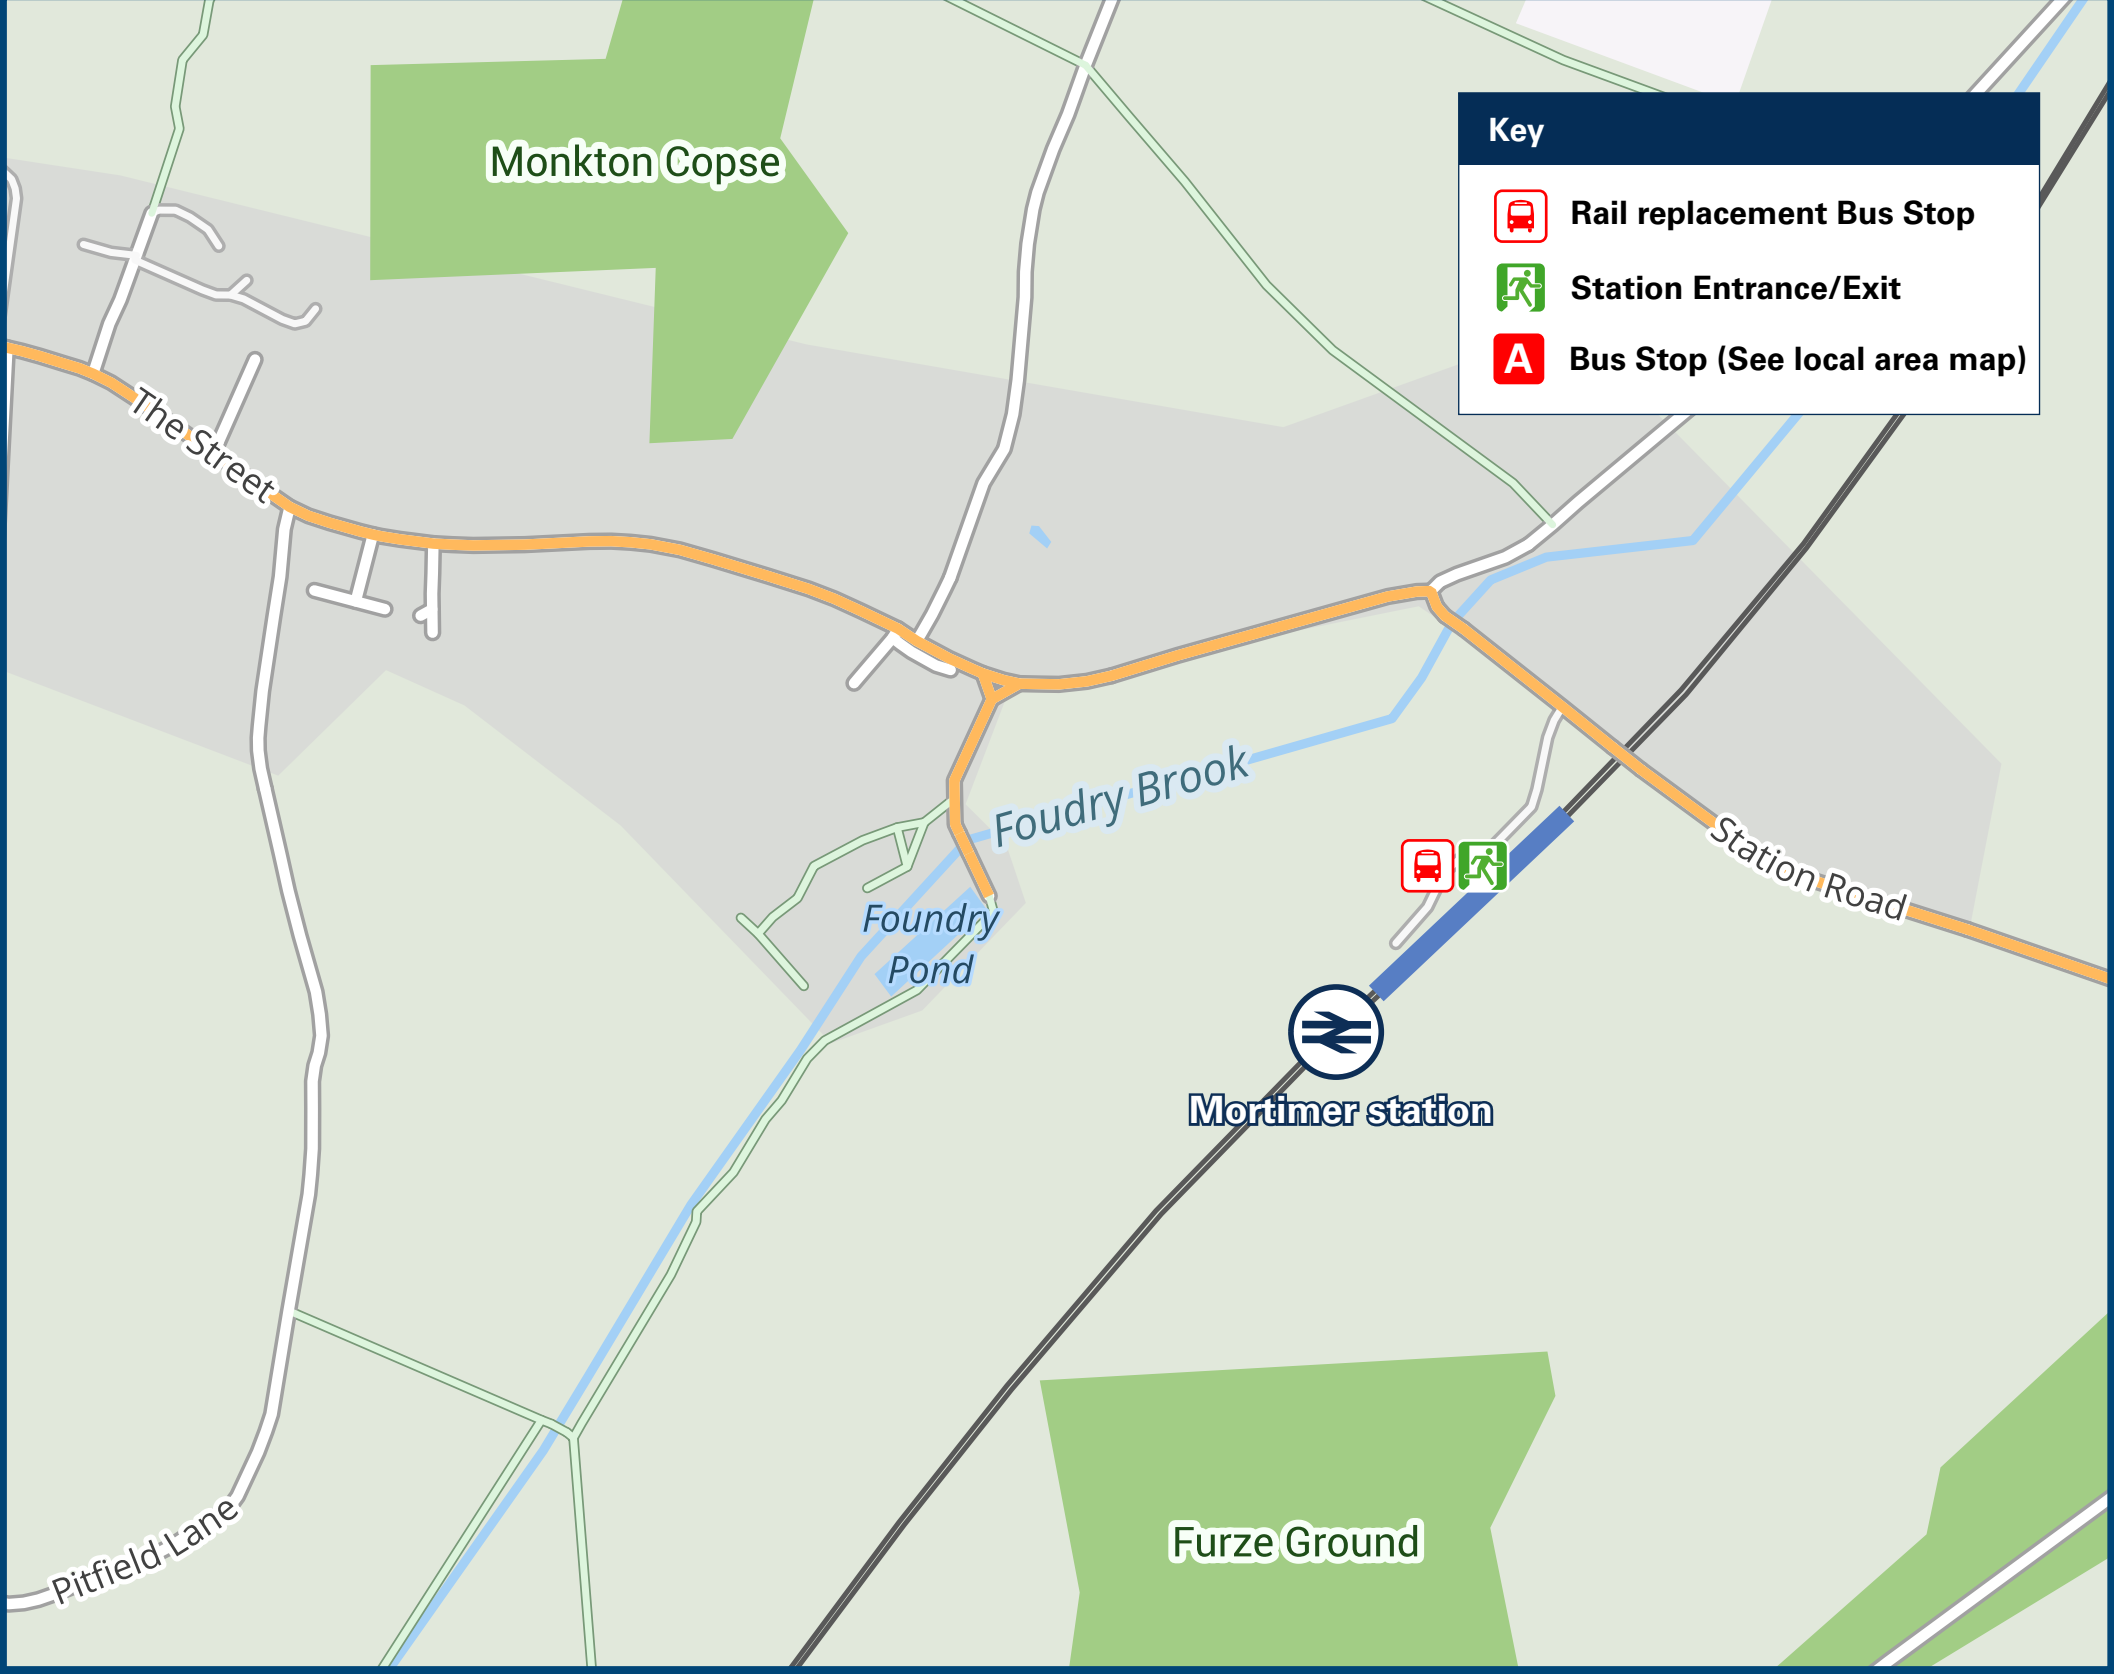 Monkton Copse
Key
Rail replacement Bus Stop
Station Entrance/Exit
A
Bus Stop (See local area map)
The Street
Foudry Brook
Station Road
Foundry
Pond
Mortimer station
Pitfield Lane
Furze Ground